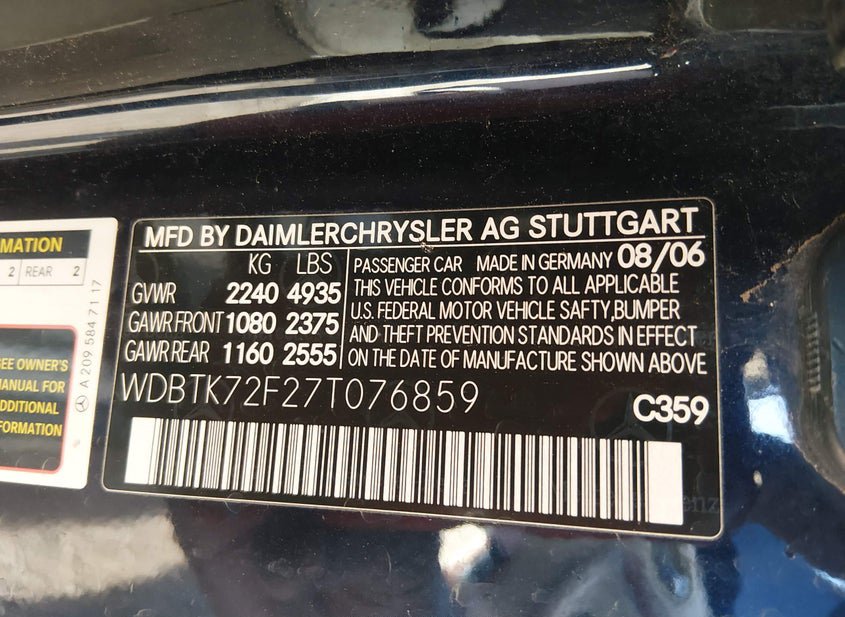 MATION
2 REAR 2
SEE OWNER'S
MANUAL FOR
ADDITIONAL
FORMATION
A 209 584 71 17
MFD BY DAIMLERCHRYSLER AG STUTTGART
KG LBS
GVWR 2240 4935
GAWR FRONT 1080 2375
GAWR REAR 1160 2555
PASSENGER CAR MADE IN GERMANY 08/06
THIS VEHICLE CONFORMS TO ALL APPLICABLE
U.S. FEDERAL MOTOR VEHICLE SAFTY,BUMPER
AND THEFT PREVENTION STANDARDS IN EFFECT
ON THE DATE OF MANUFACTURE SHOWN ABOVE
WDBTK72F27T076859
C359